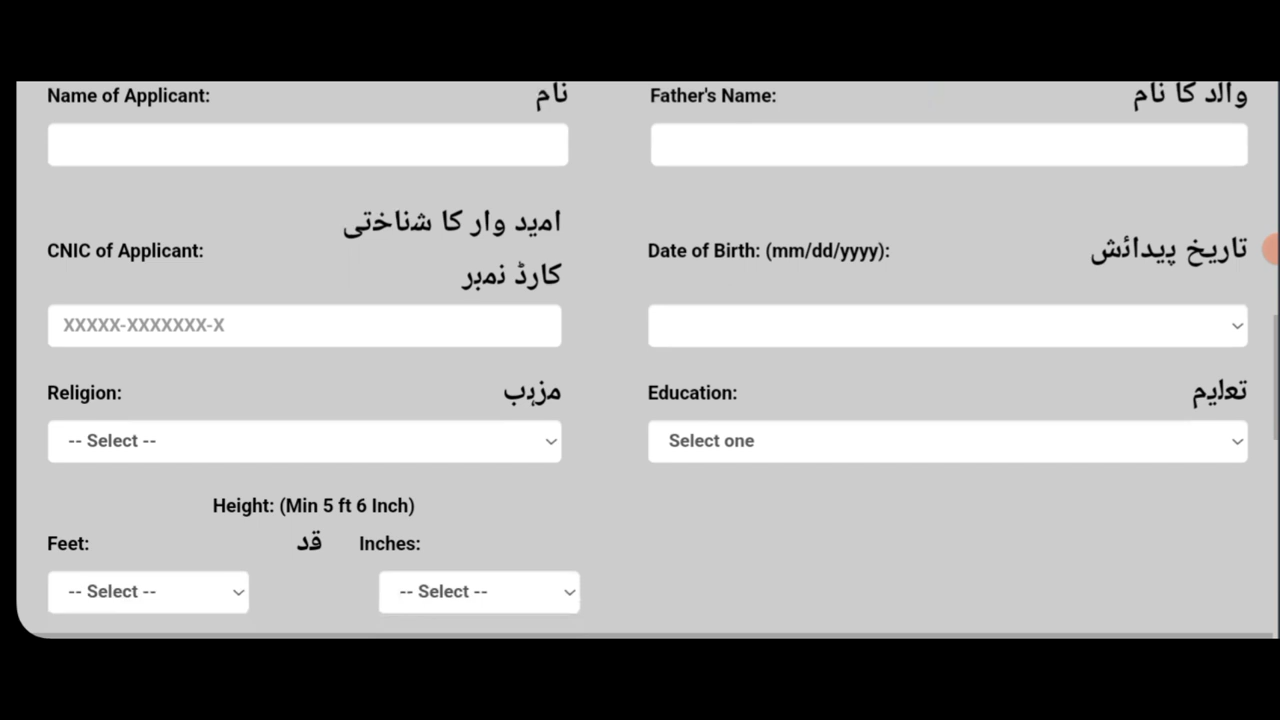 Name of Applicant: نام
Father's Name: والد کا نام
CNIC of Applicant: امید وار کا شناختی
کارڈ نمبر
Date of Birth: (mm/dd/yyyy): تاریخ پیدائش
XXXXX-XXXXXXX-X
Religion: مزہب
Education: تعلیم
-- Select --
Select one
Height: (Min 5 ft 6 Inch)
Feet: قد
Inches:
-- Select --
-- Select --